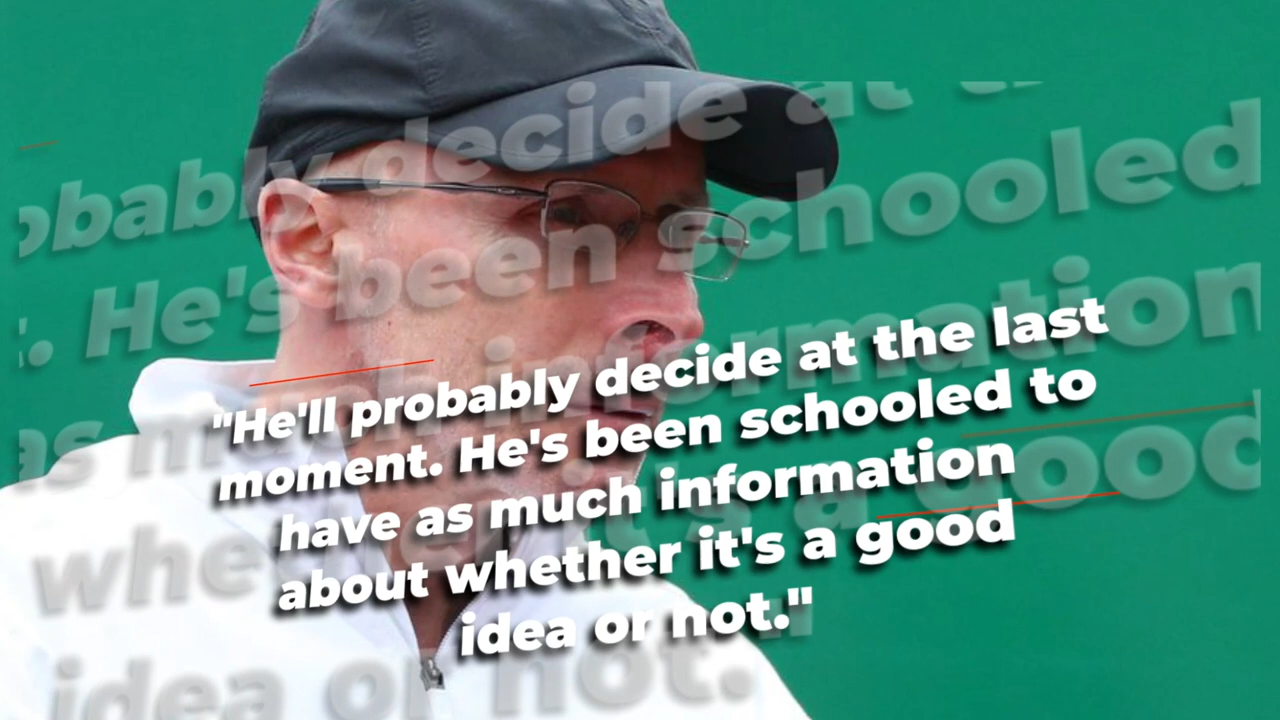 "He'll probably decide at the last
moment. He's been schooled to
have as much information
about whether it's a good
idea or not."